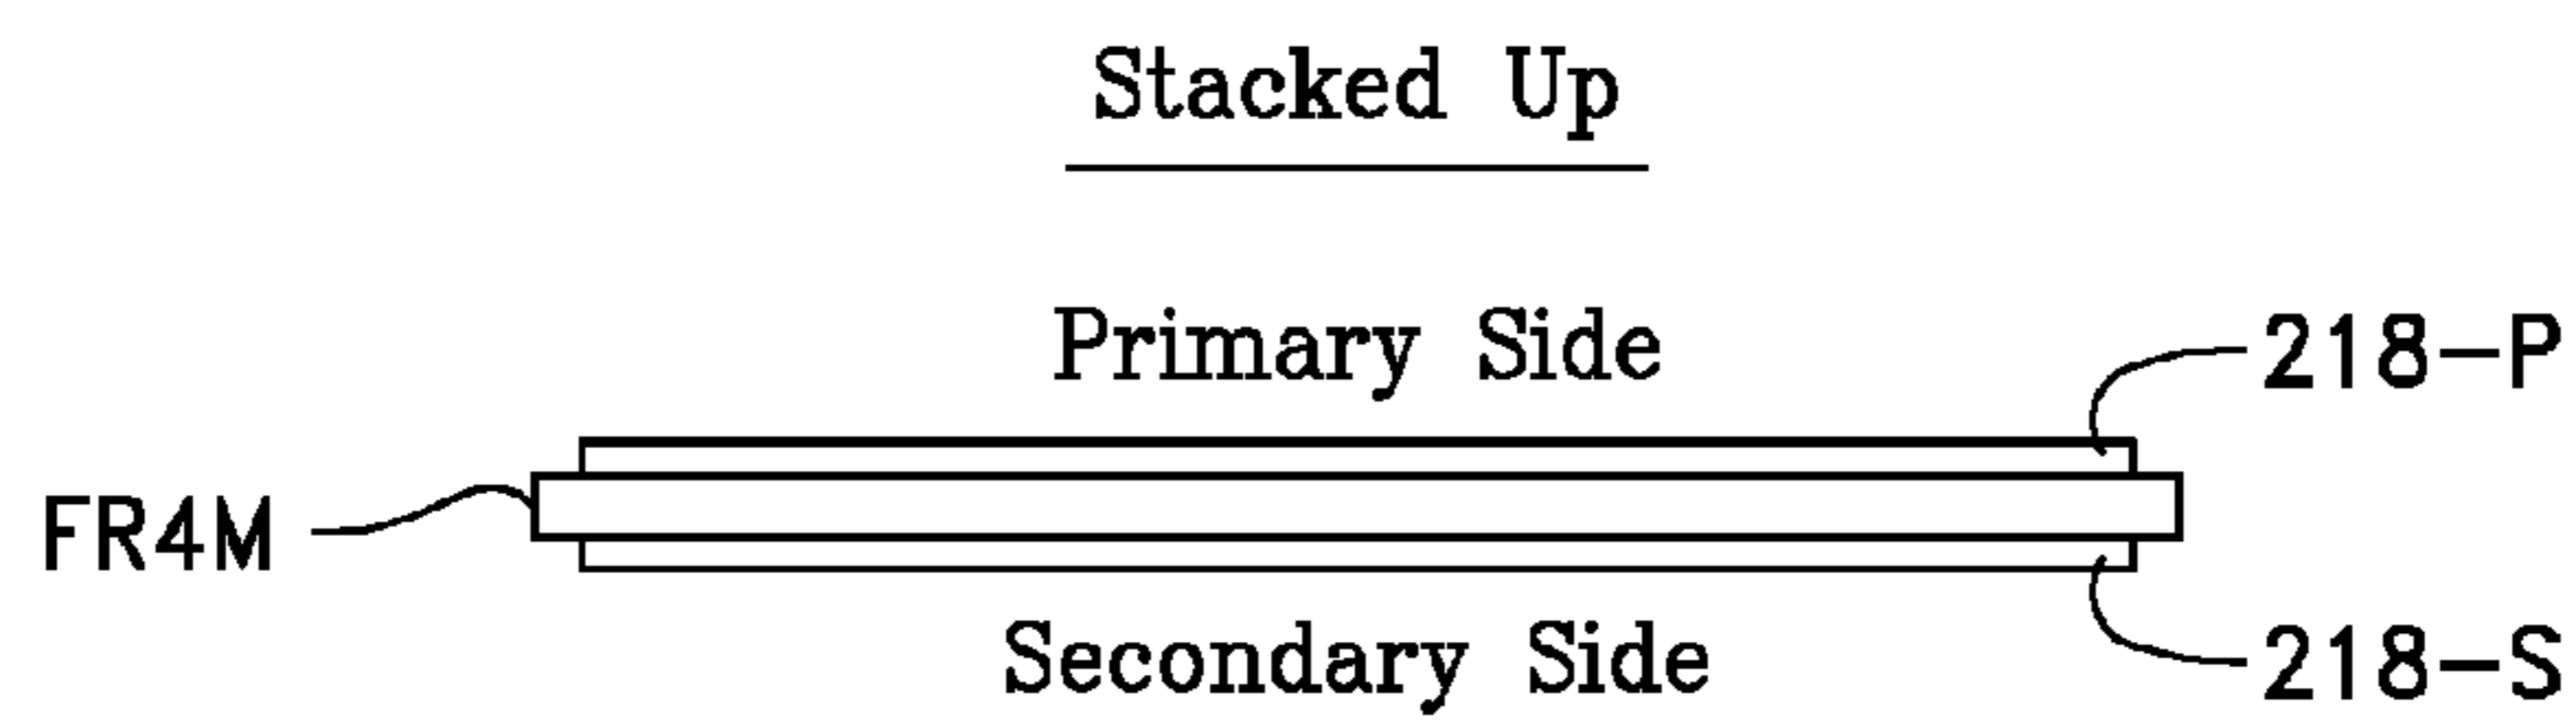 Stacked Up
Primary Side
218-P
FR4M
Secondary Side
218-S